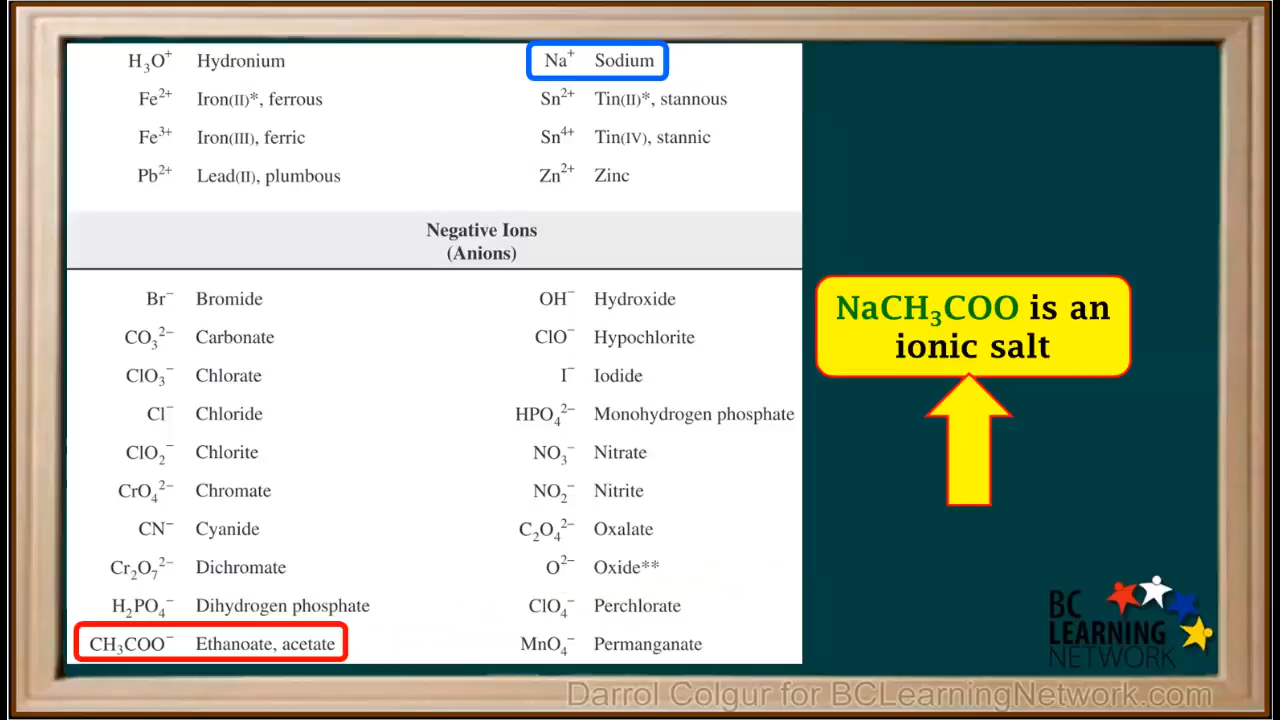 H₃O⁺ Hydronium Na⁺ Sodium
Fe²⁺ Iron(II)*, ferrous Sn²⁺ Tin(II)*, stannous
Fe³⁺ Iron(III), ferric Sn⁴⁺ Tin(IV), stannic
Pb²⁺ Lead(II), plumbous Zn²⁺ Zinc
Negative Ions
(Anions)
Br⁻ Bromide OH⁻ Hydroxide
CO₃²⁻ Carbonate ClO⁻ Hypochlorite
ClO₃⁻ Chlorate I⁻ Iodide
Cl⁻ Chloride HPO₄²⁻ Monohydrogen phosphate
ClO₂⁻ Chlorite NO₃⁻ Nitrate
CrO₄²⁻ Chromate NO₂⁻ Nitrite
CN⁻ Cyanide C₂O₄²⁻ Oxalate
Cr₂O₇²⁻ Dichromate O²⁻ Oxide**
H₂PO₄⁻ Dihydrogen phosphate ClO₄⁻ Perchlorate
CH₃COO⁻ Ethanoate, acetate MnO₄⁻ Permanganate
NaCH₃COO is an
ionic salt
BC
LEARNING
NETWORK
Darrol Colgur for BCLearningNetwork.com